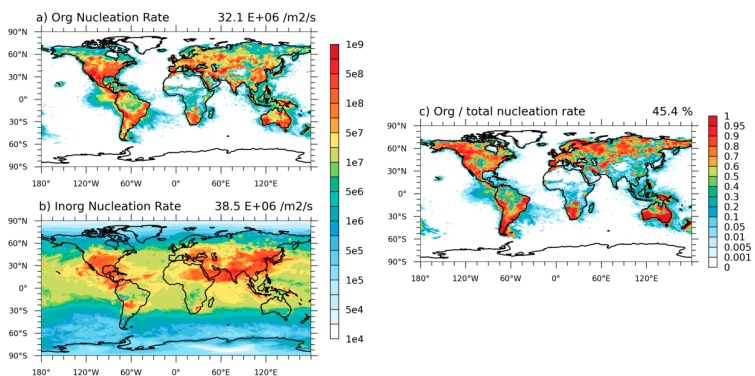 a) Org Nucleation Rate 32.1 E+06 /m2/s
90°N
60°N
30°N
0°
30°S
60°S
90°S
180° 120°W 60°W 0° 60°E 120°E
1e9
5e8
1e8
5e7
1e7
5e6
1e6
5e5
1e5
5e4
1e4
b) Inorg Nucleation Rate 38.5 E+06 /m2/s
90°N
60°N
30°N
0°
30°S
60°S
90°S
180° 120°W 60°W 0° 60°E 120°E
c) Org / total nucleation rate 45.4 %
90°N
60°N
30°N
0°
30°S
60°S
90°S
180° 120°W 60°W 0° 60°E 120°E
1
0.95
0.9
0.8
0.7
0.6
0.5
0.4
0.3
0.2
0.1
0.05
0.01
0.005
0.001
0